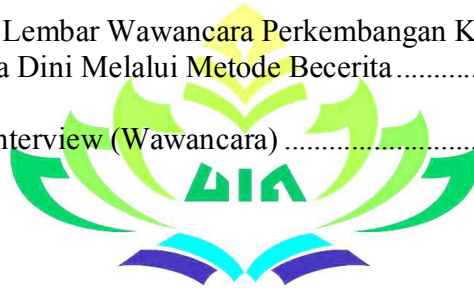 Lembar Wawancara Perkembangan K
a Dini Melalui Metode Becerita.............
nterview (Wawancara) ..........................
UIN